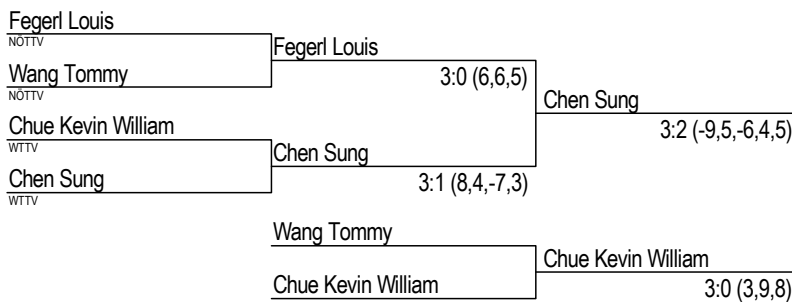 Fegerl Louis
NÖTTV
Fegerl Louis
Wang Tommy
3:0 (6,6,5)
NÖTTV
Chen Sung
Chue Kevin William
3:2 (-9,5,-6,4,5)
WTTV
Chen Sung
Chen Sung
3:1 (8,4,-7,3)
WTTV
Wang Tommy
Chue Kevin William
Chue Kevin William
3:0 (3,9,8)